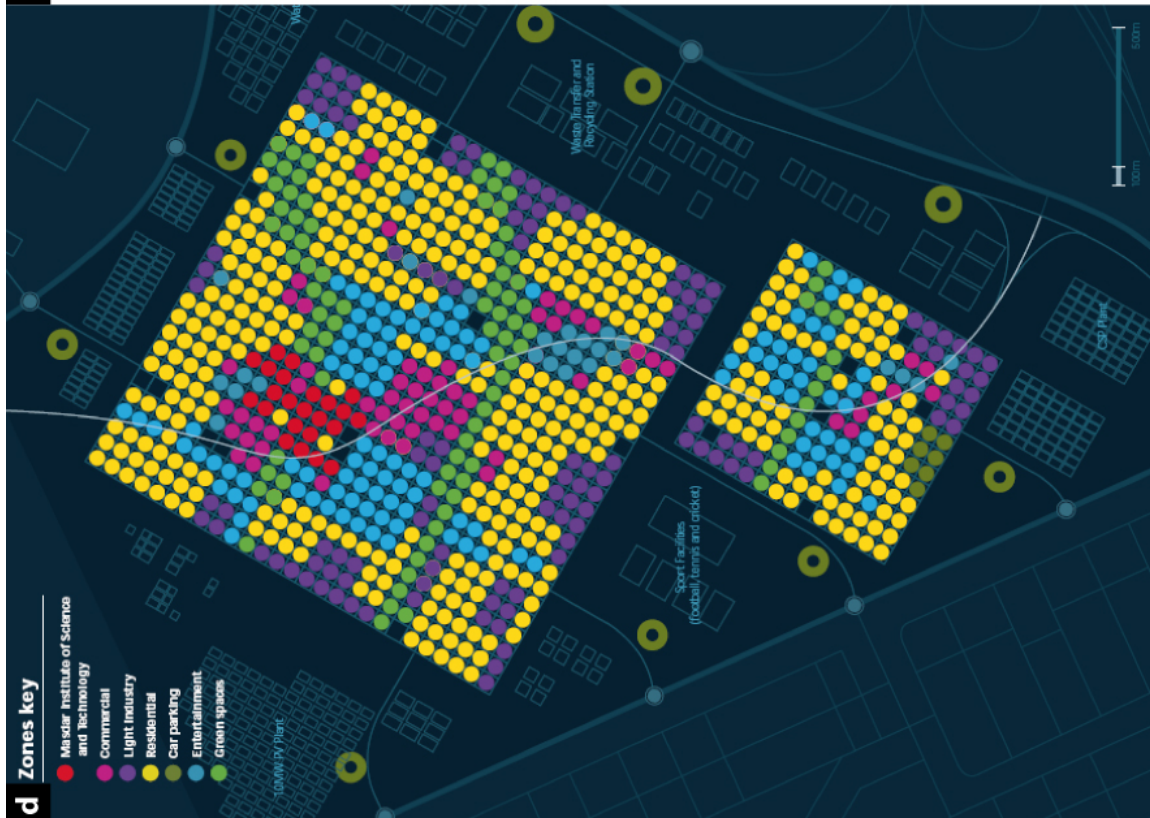 d
Zones key
Masdar Institute of Science
and Technology
Commercial
Light Industry
Residential
Car parking
Entertainment
Green spaces
10MW PV Plant
Sport Facilities
(football, tennis and cricket)
Waste Transfer and
Recycling Station
Wat
CSP Plant
100m
500m